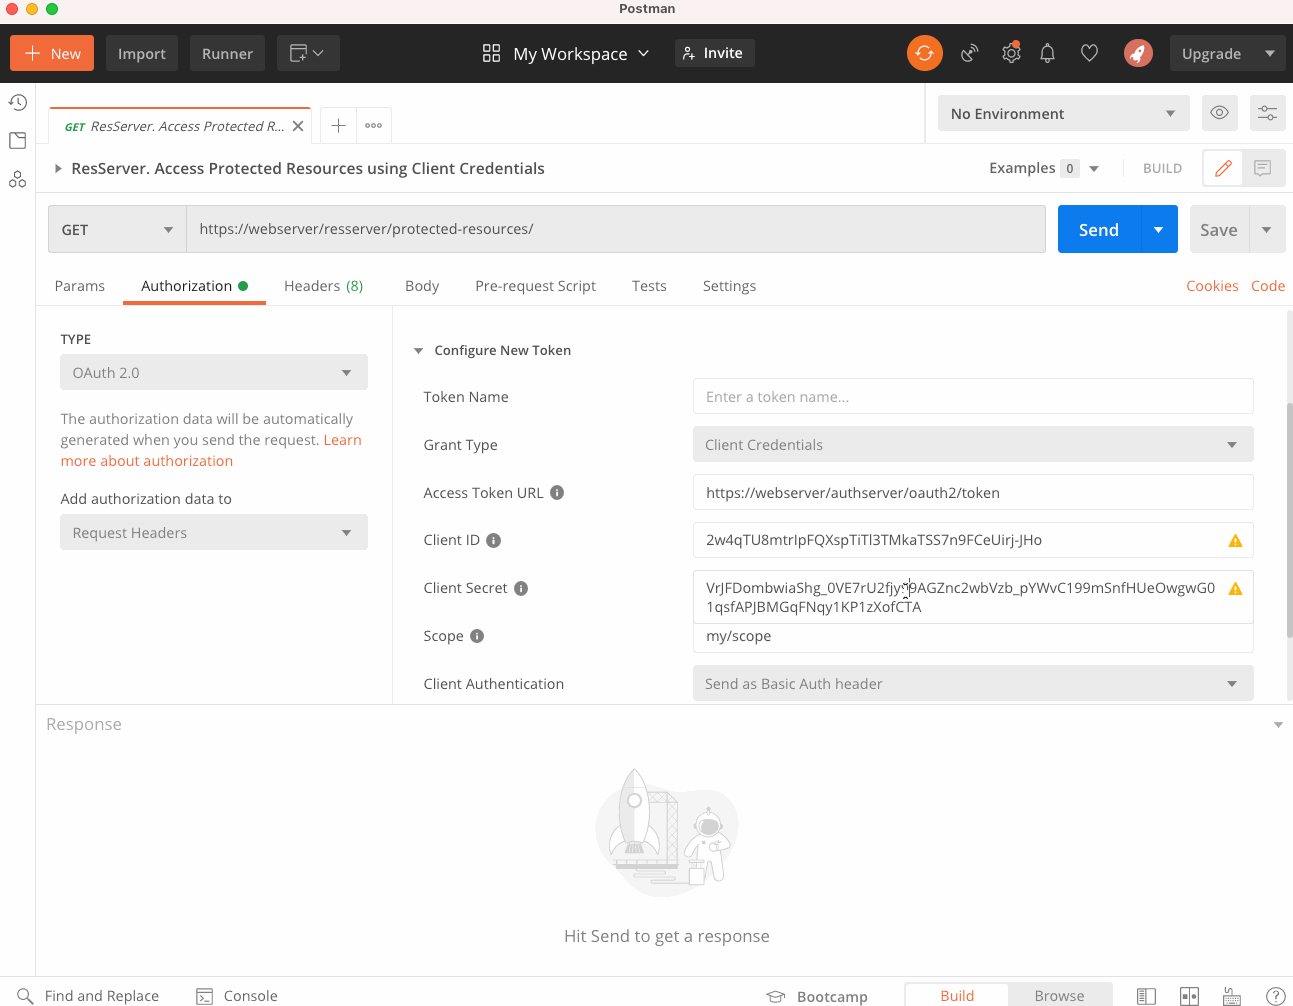 Postman
New
Import
Runner
My Workspace
Invite
Upgrade
GET ResServer. Access Protected R...
No Environment
ResServer. Access Protected Resources using Client Credentials
Examples 0
BUILD
GET
https://webserver/resserver/protected-resources/
Send
Save
Params
Authorization
Headers (8)
Body
Pre-request Script
Tests
Settings
Cookies
Code
TYPE
OAuth 2.0
The authorization data will be automatically
generated when you send the request. Learn
more about authorization
Add authorization data to
Request Headers
Configure New Token
Token Name
Enter a token name...
Grant Type
Client Credentials
Access Token URL
https://webserver/authserver/oauth2/token
Client ID
Client Secret
Scope
my/scope
Client Authentication
Send as Basic Auth header
Response
Hit Send to get a response
Find and Replace
Console
Bootcamp
Build
Browse